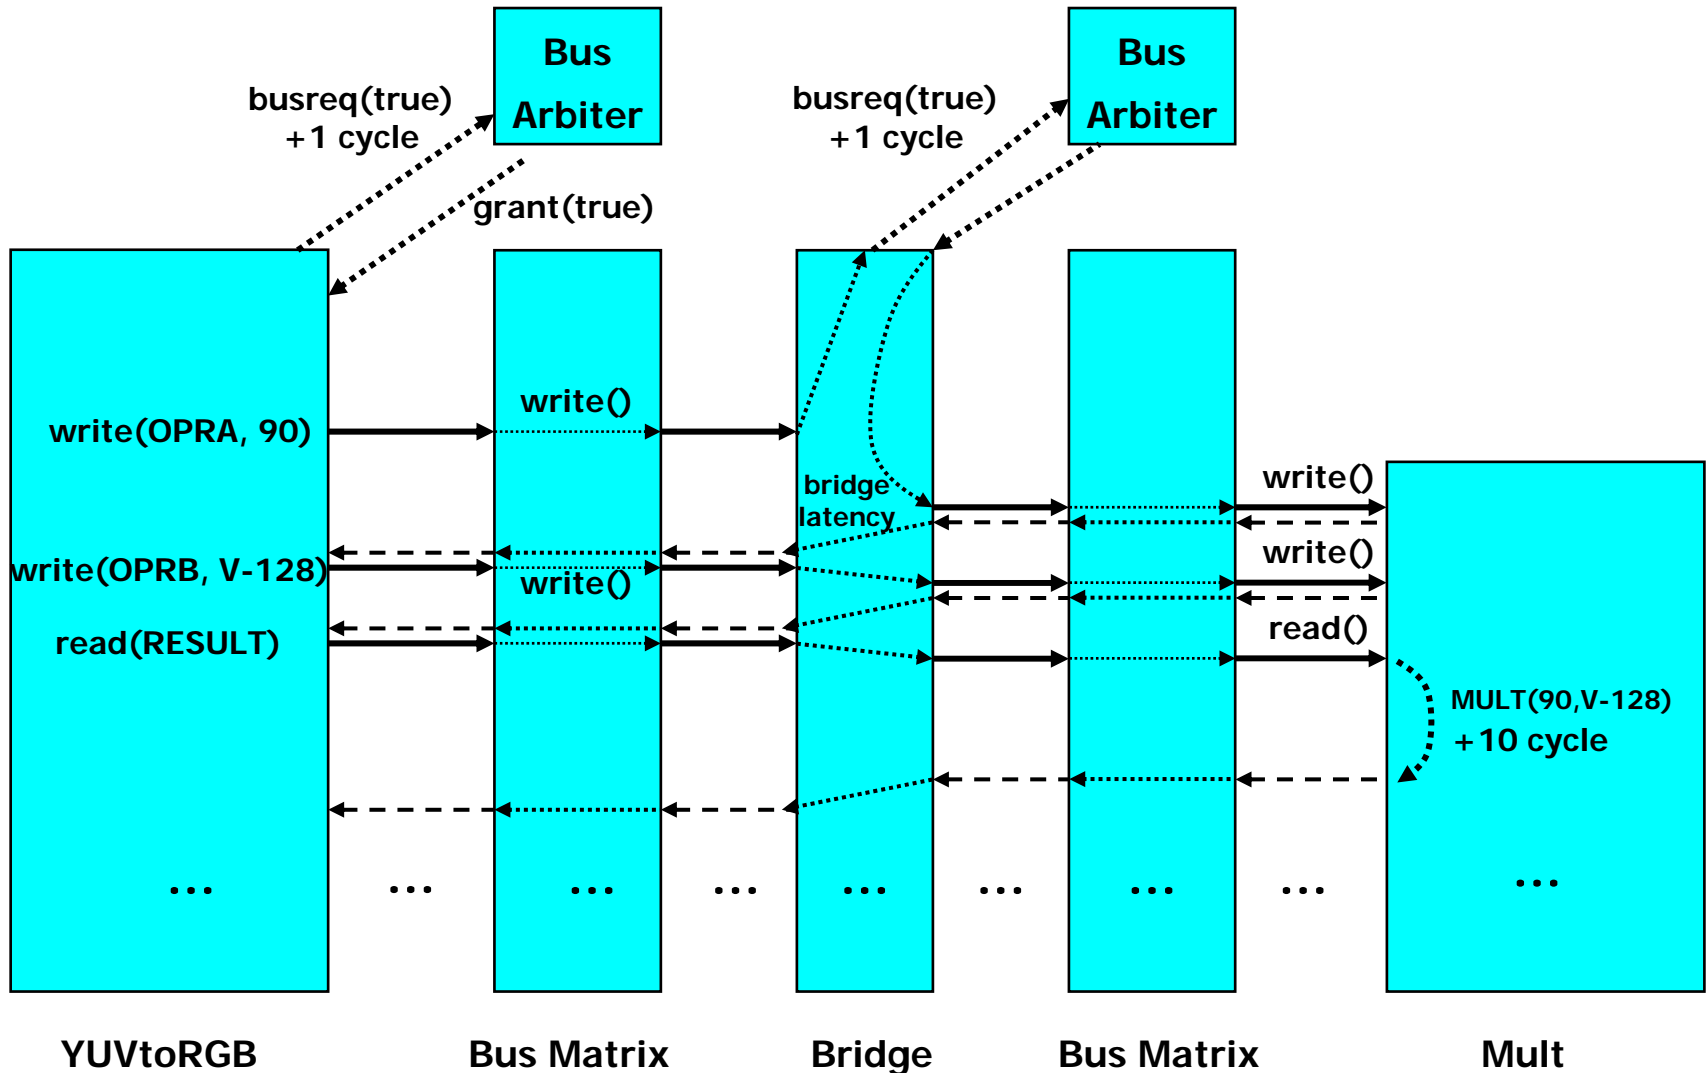 Bus
Arbiter
Bus
Arbiter
busreq(true)
+1 cycle
busreq(true)
+1 cycle
grant(true)
write()
write(OPRA, 90)
write()
bridge
latency
write()
write(OPRB, V-128)
write()
read()
read(RESULT)
MULT(90,V-128)
+10 cycle
... ... ... ... ... ... ... ... ...
YUVtoRGB Bus Matrix Bridge Bus Matrix Mult